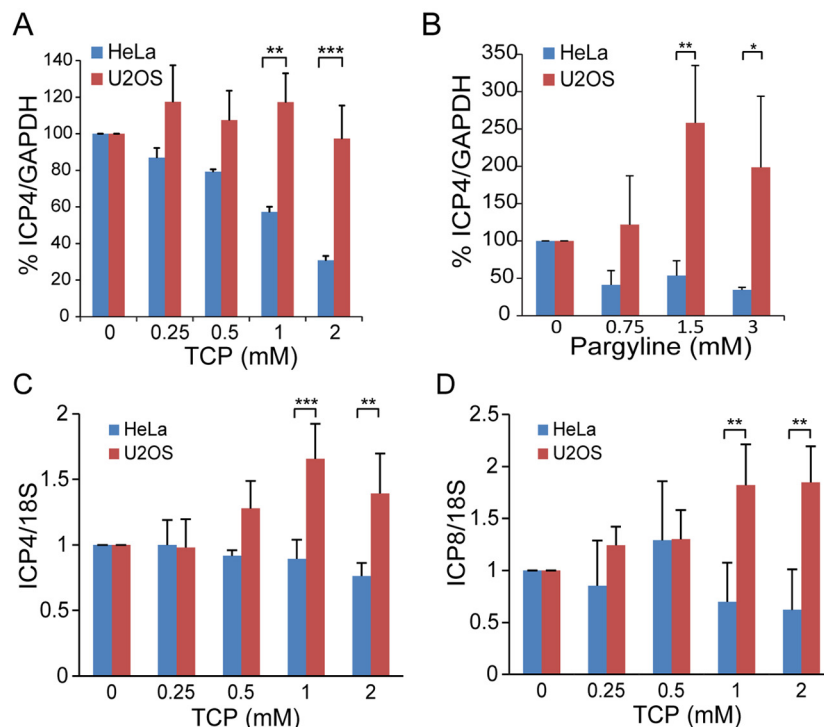 A
HeLa
U2OS
**
***
140
120
100
80
60
40
20
0
% ICP4/GAPDH
0 0.25 0.5 1 2
TCP (mM)
B
HeLa
U2OS
**
*
350
300
250
200
150
100
50
0
% ICP4/GAPDH
0 0.75 1.5 3
Pargyline (mM)
C
HeLa
U2OS
***
**
2
1.5
1
0.5
0
ICP4/18S
0 0.25 0.5 1 2
TCP (mM)
D
HeLa
U2OS
**
**
2.5
2
1.5
1
0.5
0
ICP8/18S
0 0.25 0.5 1 2
TCP (mM)